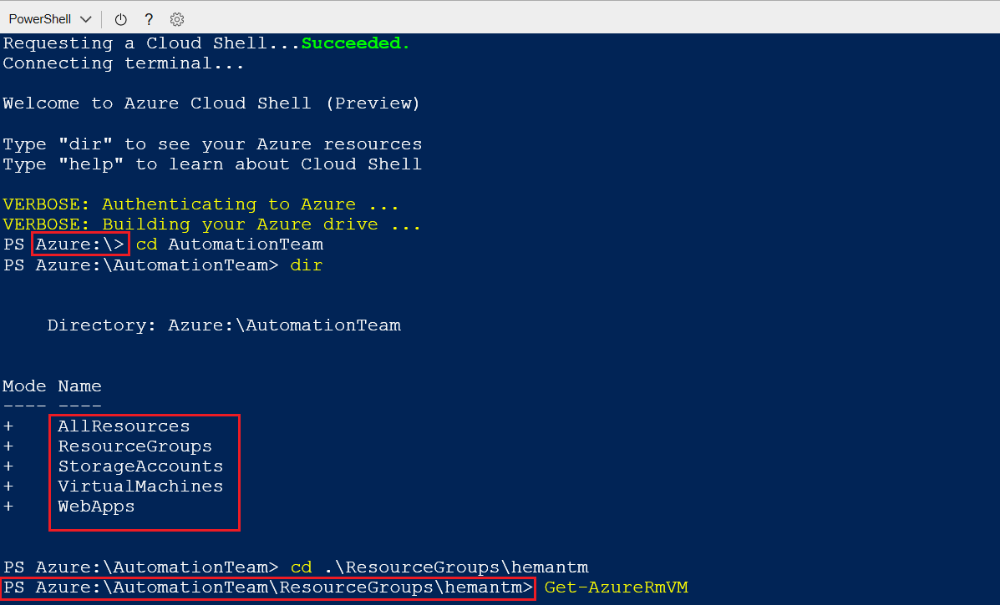 PowerShell ?
Requesting a Cloud Shell...Succeeded.
Connecting terminal...
Welcome to Azure Cloud Shell (Preview)
Type "dir" to see your Azure resources
Type "help" to learn about Cloud Shell
VERBOSE: Authenticating to Azure ...
VERBOSE: Building your Azure drive ...
PS Azure:\> cd AutomationTeam
PS Azure:\AutomationTeam> dir
Directory: Azure:\AutomationTeam
Mode Name
---- ----
+ AllResources
+ ResourceGroups
+ StorageAccounts
+ VirtualMachines
+ WebApps
PS Azure:\AutomationTeam> cd .\ResourceGroups\hemantm
PS Azure:\AutomationTeam\ResourceGroups\hemantm> Get-AzureRmVM